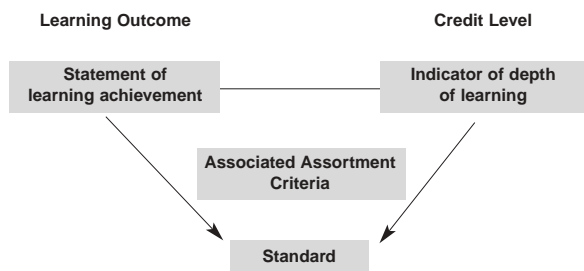 Learning Outcome
Credit Level
Statement of
learning achievement
Indicator of depth
of learning
Associated Assortment
Criteria
Standard